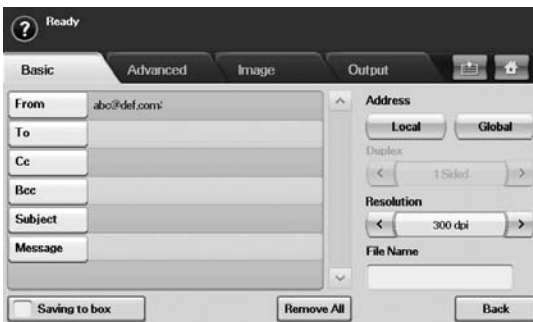 ? Ready
Basic Advanced Image Output
From abc@def.com;
To
Cc
Bcc
Subject
Message
Address
Local Global
Duplex
< 1 Sided >
Resolution
< 300 dpi >
File Name
Saving to box Remove All Back